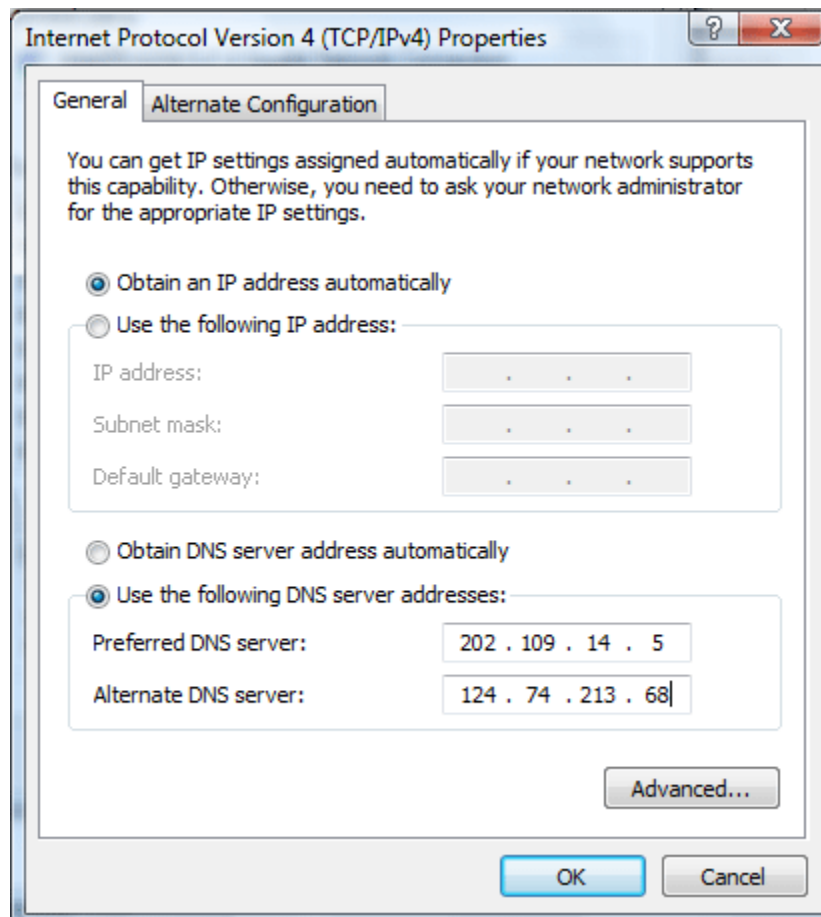 Internet Protocol Version 4 (TCP/IPv4) Properties
General
Alternate Configuration
You can get IP settings assigned automatically if your network supports
this capability. Otherwise, you need to ask your network administrator
for the appropriate IP settings.
Obtain an IP address automatically
Use the following IP address:
IP address: . . .
Subnet mask: . . .
Default gateway: . . .
Obtain DNS server address automatically
Use the following DNS server addresses:
Preferred DNS server: 202 . 109 . 14 . 5
Alternate DNS server: 124 . 74 . 213 . 68
Advanced...
OK Cancel